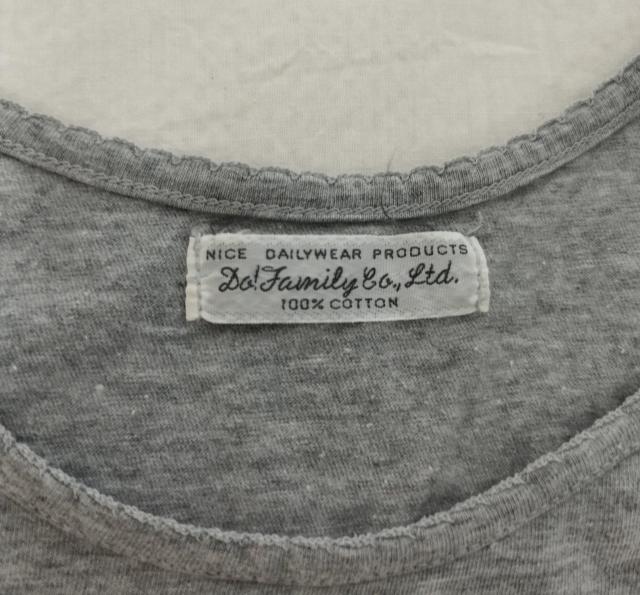 NICE DAILYWEAR PRODUCTS
Do! Family Co., Ltd.
100% COTTON